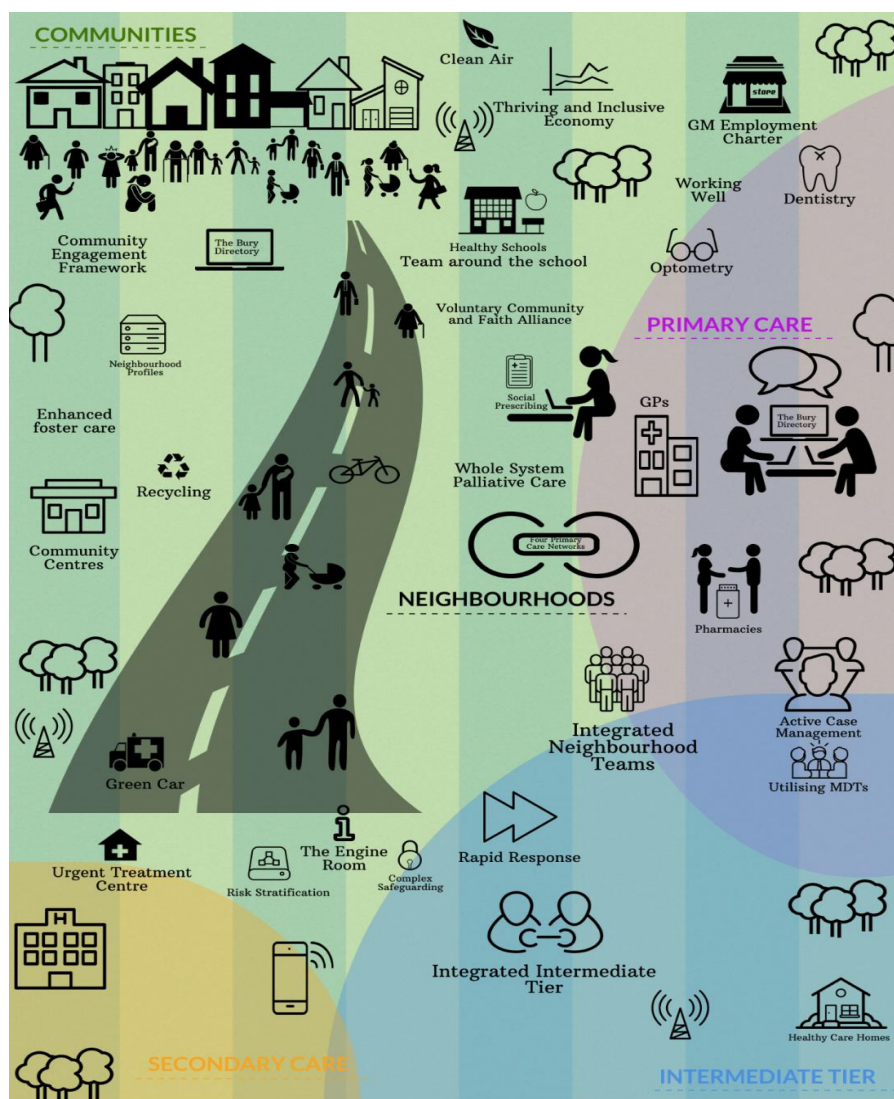 COMMUNITIES
Clean Air
Thriving and Inclusive
Economy
store
GM Employment
Charter
Working
Well
Dentistry
Community
Engagement
Framework
The Bury
Directory
Healthy Schools
Team around the school
Optometry
Voluntary Community
and Faith Alliance
PRIMARY CARE
Neighbourhood
Profiles
Social
Prescribing
GPs
The Bury
Directory
Enhanced
foster care
Recycling
Whole System
Palliative Care
Community
Centres
Four Primary
Care Networks
NEIGHBOURHOODS
Pharmacies
Integrated
Neighbourhood
Teams
Active Case
Management
Utilising MDTs
Green Car
Urgent Treatment
Centre
Risk Stratification
The Engine
Room
Complex
Safeguarding
Rapid Response
H
Integrated Intermediate
Tier
Healthy Care Homes
SECONDARY CARE
INTERMEDIATE TIER